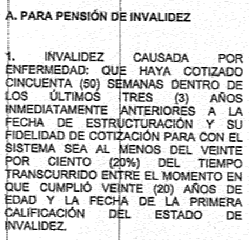 A. PARA PENSIÓN DE INVALIDEZ
1. INVALIDEZ CAUSADA POR
ENFERMEDAD: QUE HAYA COTIZADO
CINCUENTA (50) SEMANAS DENTRO DE
LOS ÚLTIMOS TRES (3) AÑOS
INMEDIATAMENTE ANTERIORES A LA
FECHA DE ESTRUCTURACIÓN Y SU
FIDELIDAD DE COTIZACIÓN PARA CON EL
SISTEMA SEA AL MENOS DEL VEINTE
POR CIENTO (20%) DEL TIEMPO
TRANSCURRIDO ENTRE EL MOMENTO EN
QUE CUMPLIÓ VEINTE (20) AÑOS DE
EDAD Y LA FECHA DE LA PRIMERA
CALIFICACIÓN DEL ESTADO DE
INVALIDEZ.